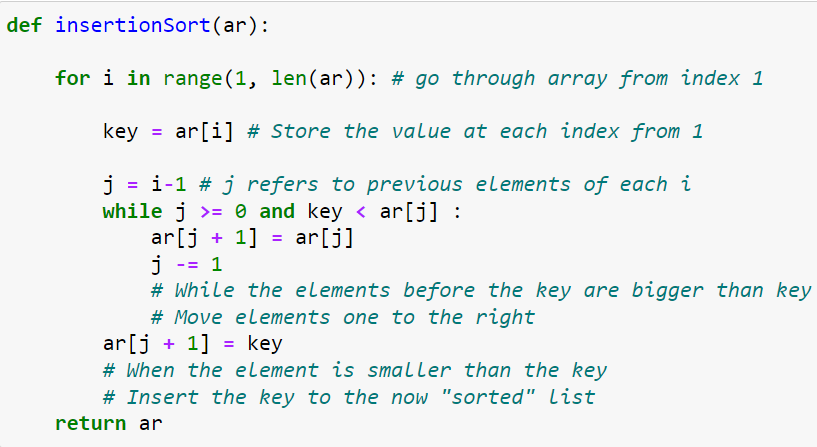 def insertionSort(ar):
    for i in range(1, len(ar)): # go through array from index 1
        key = ar[i] # Store the value at each index from 1
        j = i-1 # j refers to previous elements of each i
        while j >= 0 and key < ar[j] :
            ar[j + 1] = ar[j]
            j -= 1
            # While the elements before the key are bigger than key
            # Move elements one to the right
        ar[j + 1] = key
        # When the element is smaller than the key
        # Insert the key to the now "sorted" list
    return ar